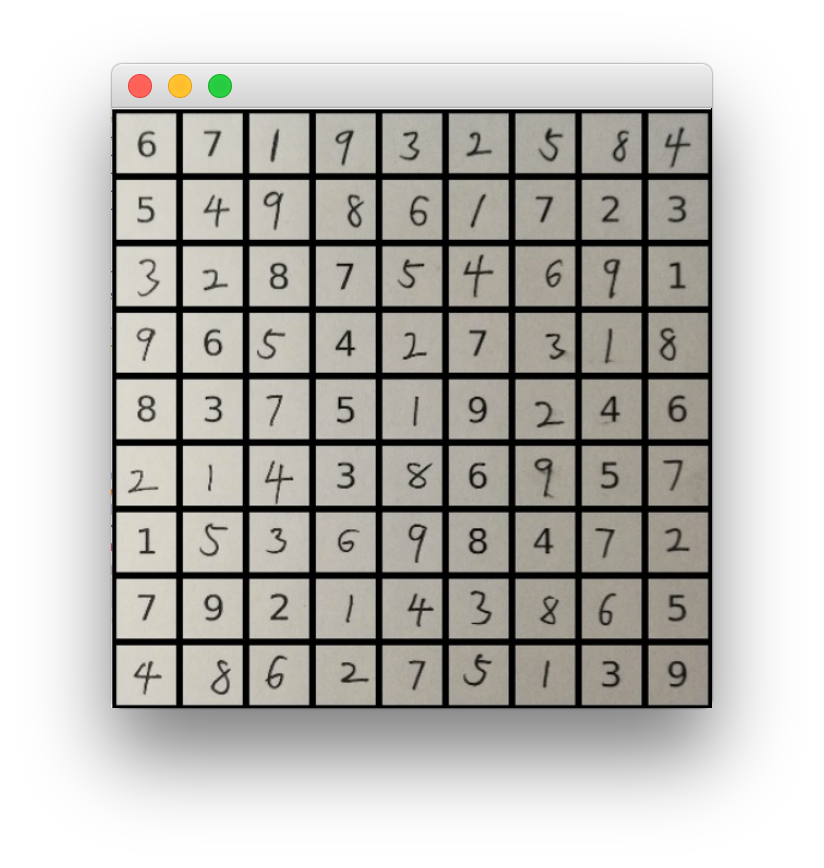 6 7 1 9 3 2 5 8 4
5 4 9 8 6 1 7 2 3
3 2 8 7 5 4 6 9 1
9 6 5 4 2 7 3 1 8
8 3 7 5 1 9 2 4 6
2 1 4 3 8 6 9 5 7
1 5 3 6 9 8 4 7 2
7 9 2 1 4 3 8 6 5
4 8 6 2 7 5 1 3 9